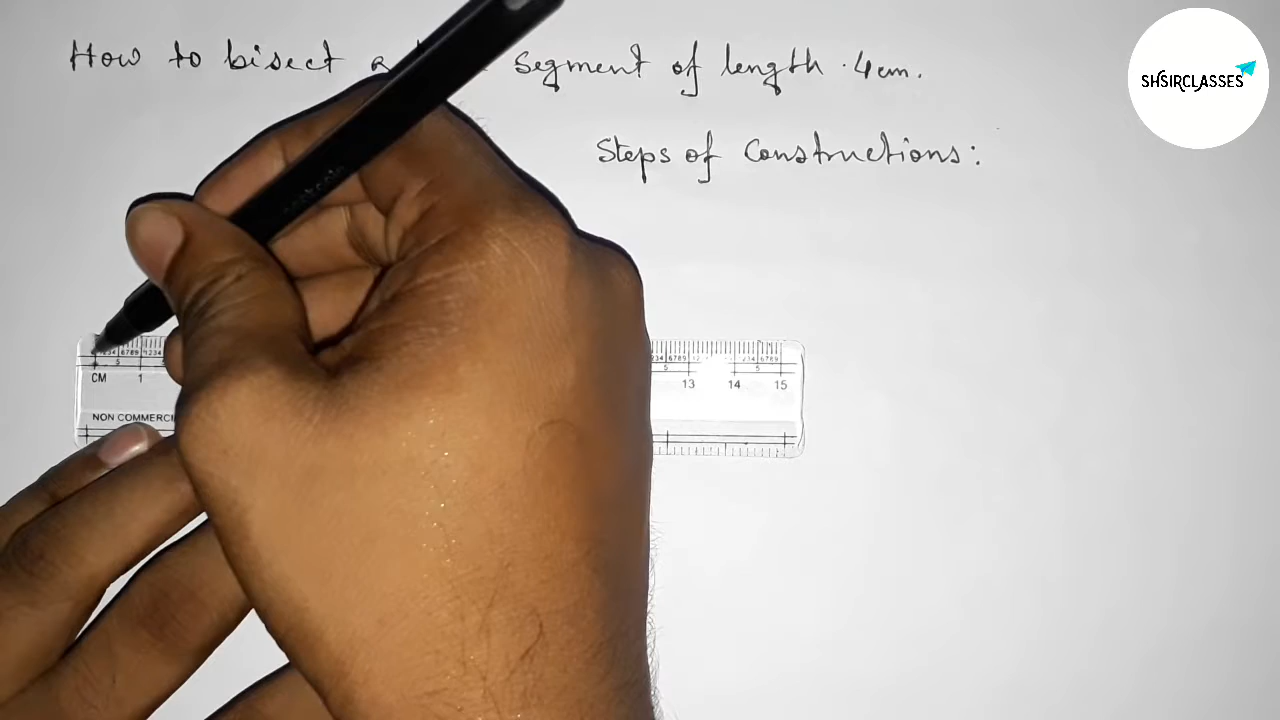 How to bisect a segment of length 4cm.
SHSIRCLASSES
Steps of Constructions:
CM 1 13 14 15
NON COMMERCI